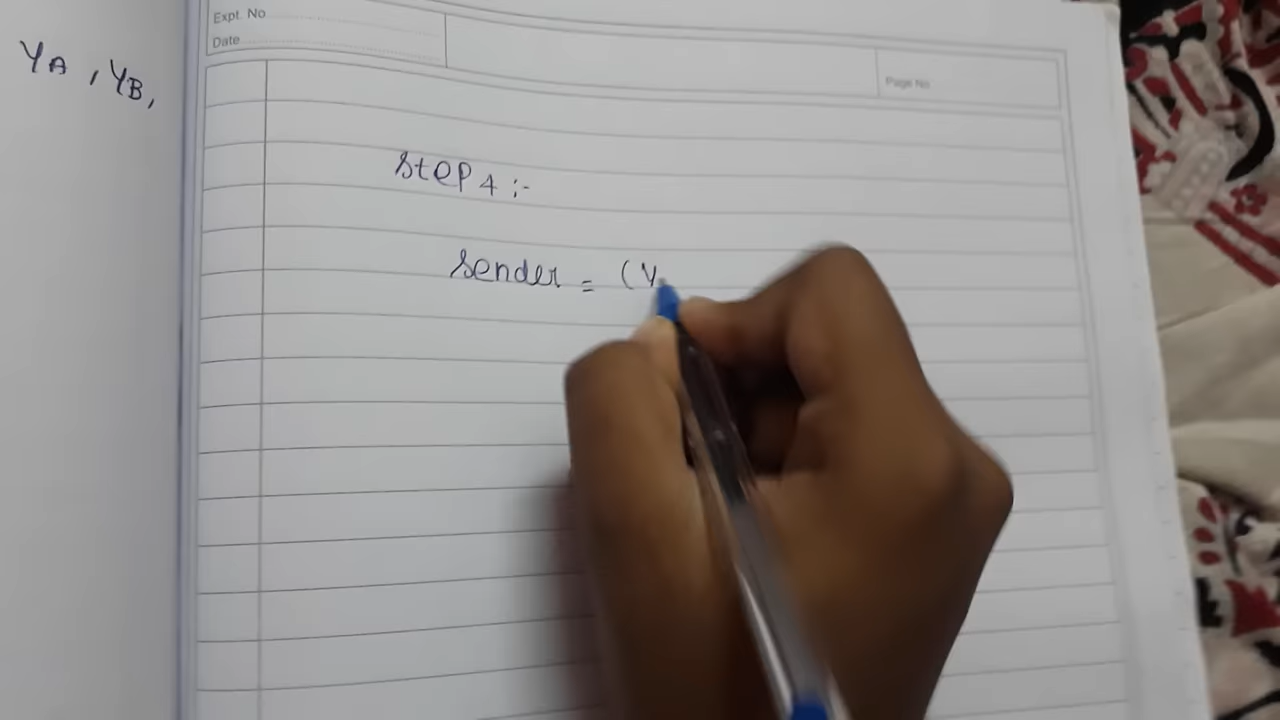 Expt. No
Date
Page No
YA , YB,
Step 4 :-
Sender = (Y